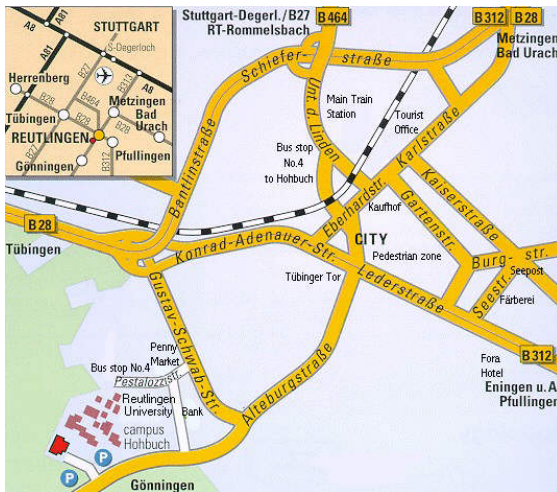 STUTTGART
A8
A81
A81
S-Degerloch
B27
A8
Herrenberg
B28
B464
B313
Metzingen
Tübingen
B28
B28
Bad
Urach
REUTLINGEN
B27
B312
Pfullingen
Gönningen
Stuttgart-Degerl./B27
RT-Rommelsbach
B464
B312
B28
Metzingen
Bad Urach
Schiefer-
straße
Unt. d. Linden
Main Train
Station
Tourist
Office
Bantlinstraße
Bus stop
No.4
to Hohbuch
Karlstraße
Eberhardstr.
Kaufhof
Kaiserstraße
Gartenstr.
B28
Tübingen
Konrad-Adenauer-Str.
CITY
Pedestrian zone
Burg-
str.
Seepost
Tübinger Tor
Lederstraße
Seestr.
Färberei
Gustav-Schwab-Str.
Penny
Market
Bus stop No.4
Pestalozzistr.
Alteburgstraße
Fora
Hotel
B312
Eningen u. A.
Pfullingen
Reutlingen
University
Bank
campus
Hohbuch
P
P
Gönningen